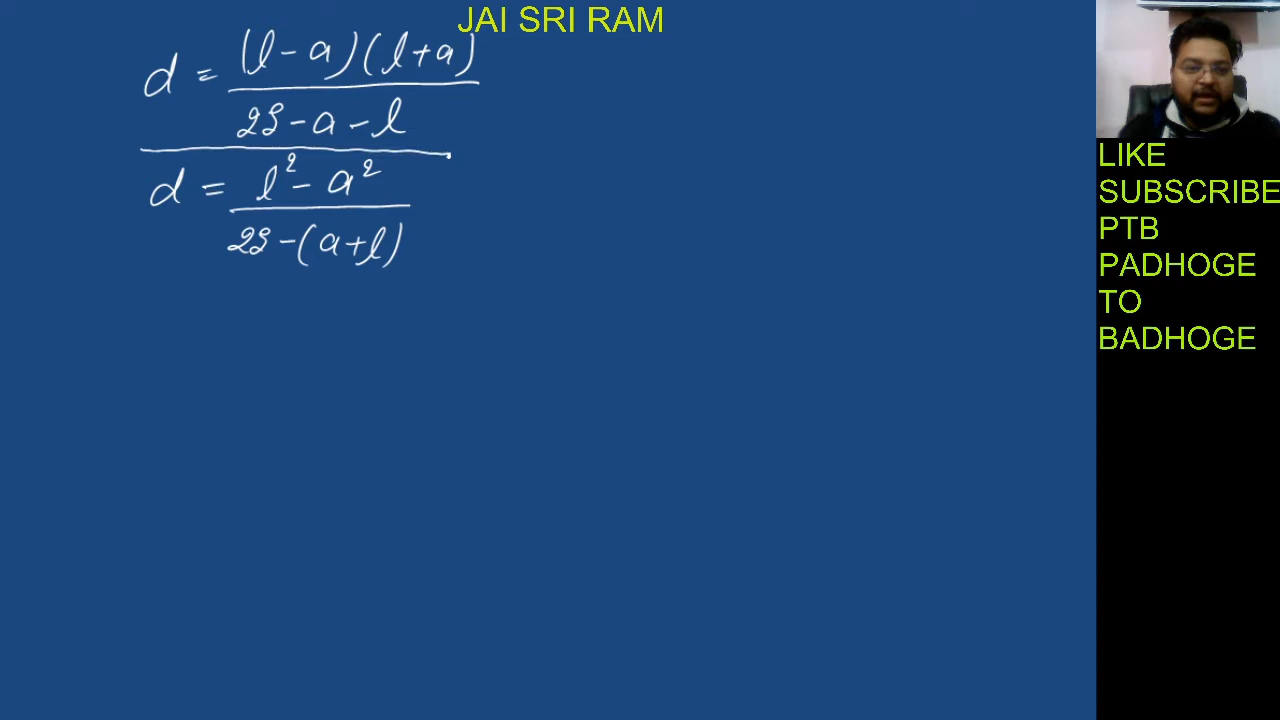 JAI SRI RAM
d = (l - a)(l + a) / 2S - a - l
d = l² - a² / 2S - (a + l)
LIKE
SUBSCRIBE
PTB
PADHOGE
TO
BADHOGE